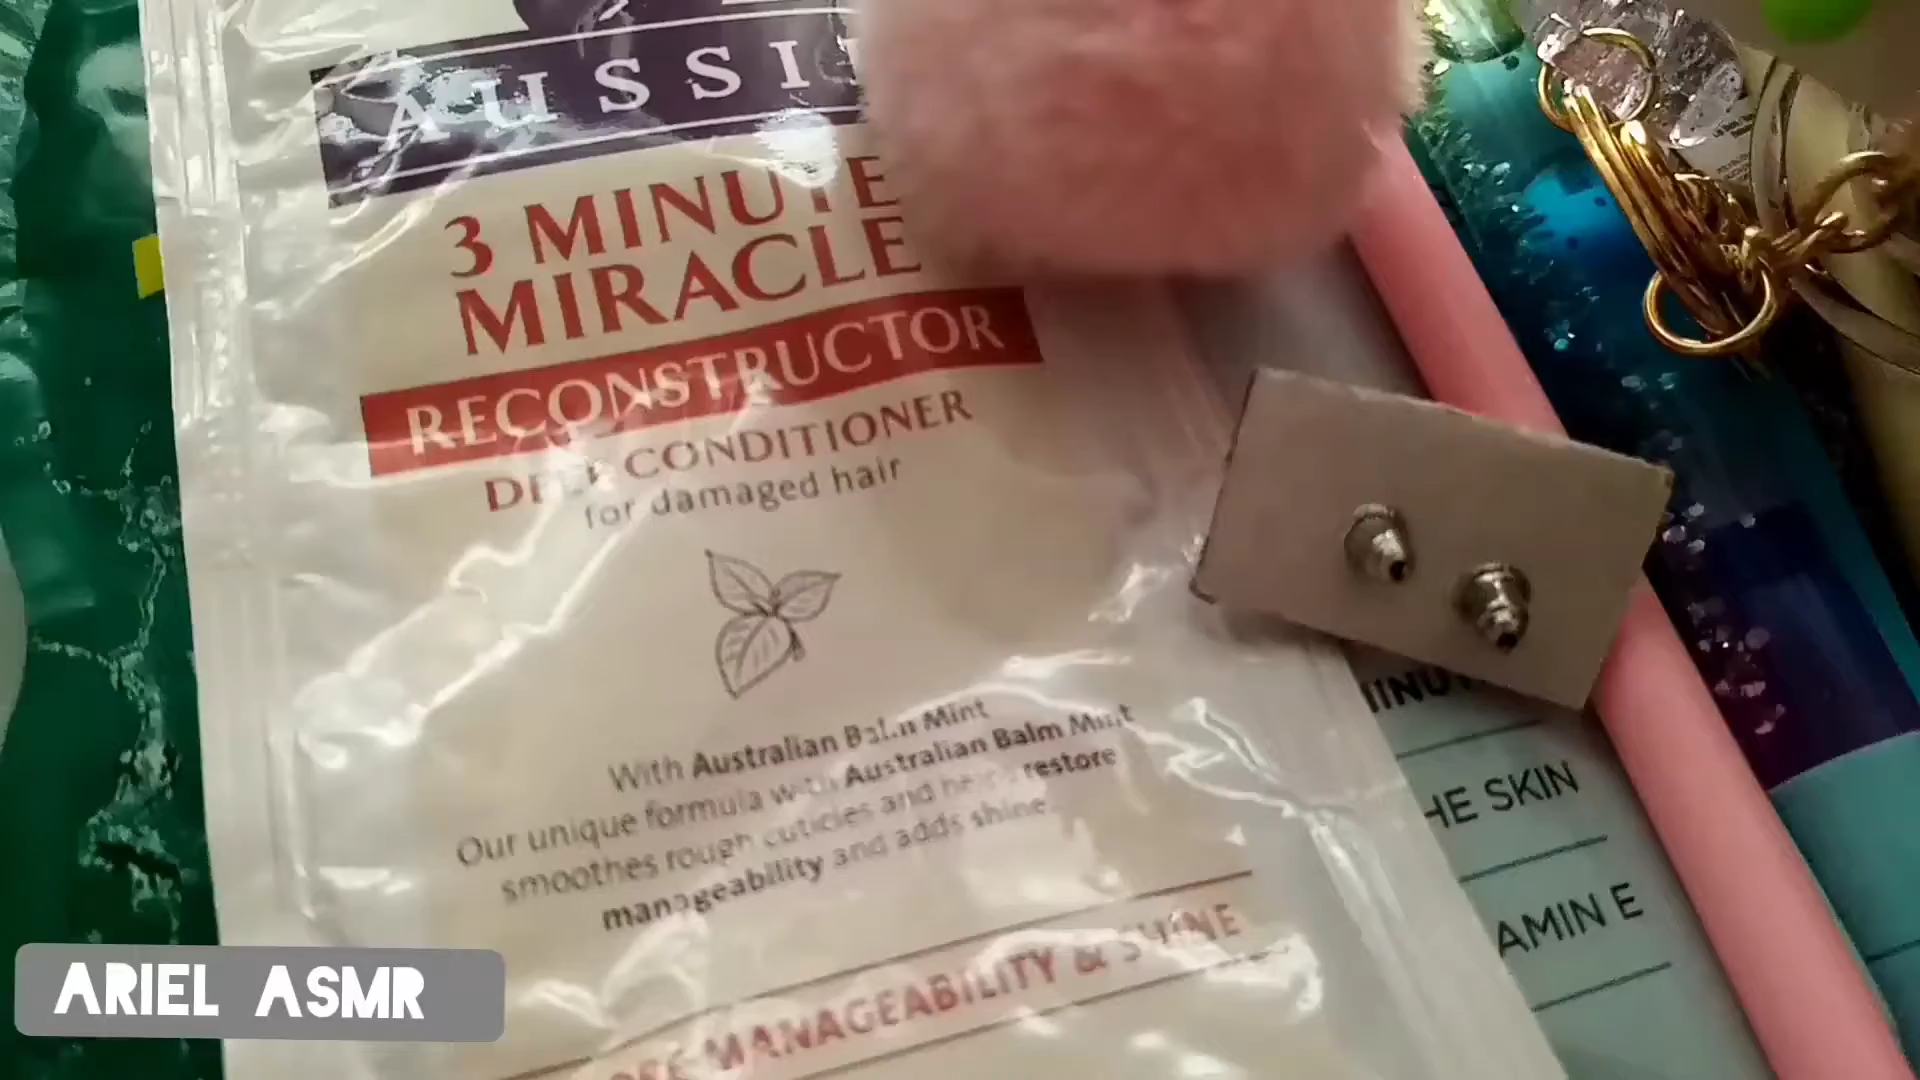 AUSSI
3 MINUTE
MIRACLE
RECONSTRUCTOR
DEEP CONDITIONER
for damaged hair
With Australian Balm Mint
Our unique formula with Australian Balm Mint
smoothes rough cuticles and helps restore
manageability and adds shine.
MANAGEABILITY & SHINE
HE SKIN
AMIN E
ARIEL ASMR